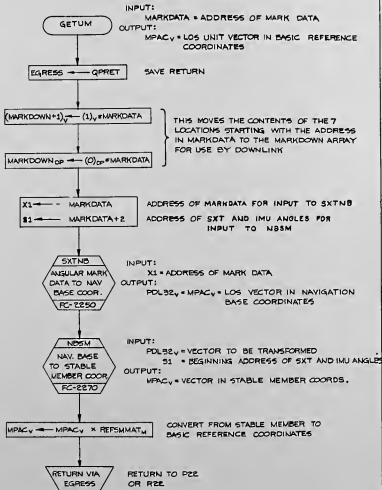 INPUT:
MARKDATA = ADDRESS OF MARK DATA
GETUM
OUTPUT:
MPACV = LOS UNIT VECTOR IN BASIC REFERENCE
COORDINATES
EGRESS ← QPRET
SAVE RETURN
(MARKDOWN+1)V ← (1)V *MARKDATA
MARKDOWNDP ← (0)DP *MARKDATA
THIS MOVES THE CONTENTS OF THE 7
LOCATIONS STARTING WITH THE ADDRESS
IN MARKDATA TO THE MARKDOWN ARRAY
FOR USE BY DOWNLINK
X1 ← - MARKDATA
ADDRESS OF MARKDATA FOR INPUT TO SXTNB
S1 ← MARKDATA+2
ADDRESS OF SXT AND IMU ANGLES FOR
INPUT TO NBSM
SXTNB
ANGULAR MARK
DATA TO NAV
BASE COOR.
FC-2250
INPUT:
X1 = ADDRESS OF MARK DATA
OUTPUT:
PDL32V = MPACV = LOS VECTOR IN NAVIGATION
BASE COORDINATES
NBSM
NAV. BASE
TO STABLE
MEMBER COOR.
FC-2270
INPUT:
PDL32V = VECTOR TO BE TRANSFORMED
S1 = BEGINNING ADDRESS OF SXT AND IMU ANGLES
OUTPUT:
MPACV = VECTOR IN STABLE MEMBER COORDS.
MPACV ← MPACV × REFSMMATM
CONVERT FROM STABLE MEMBER TO
BASIC REFERENCE COORDINATES
RETURN VIA
EGRESS
RETURN TO P22
OR R22